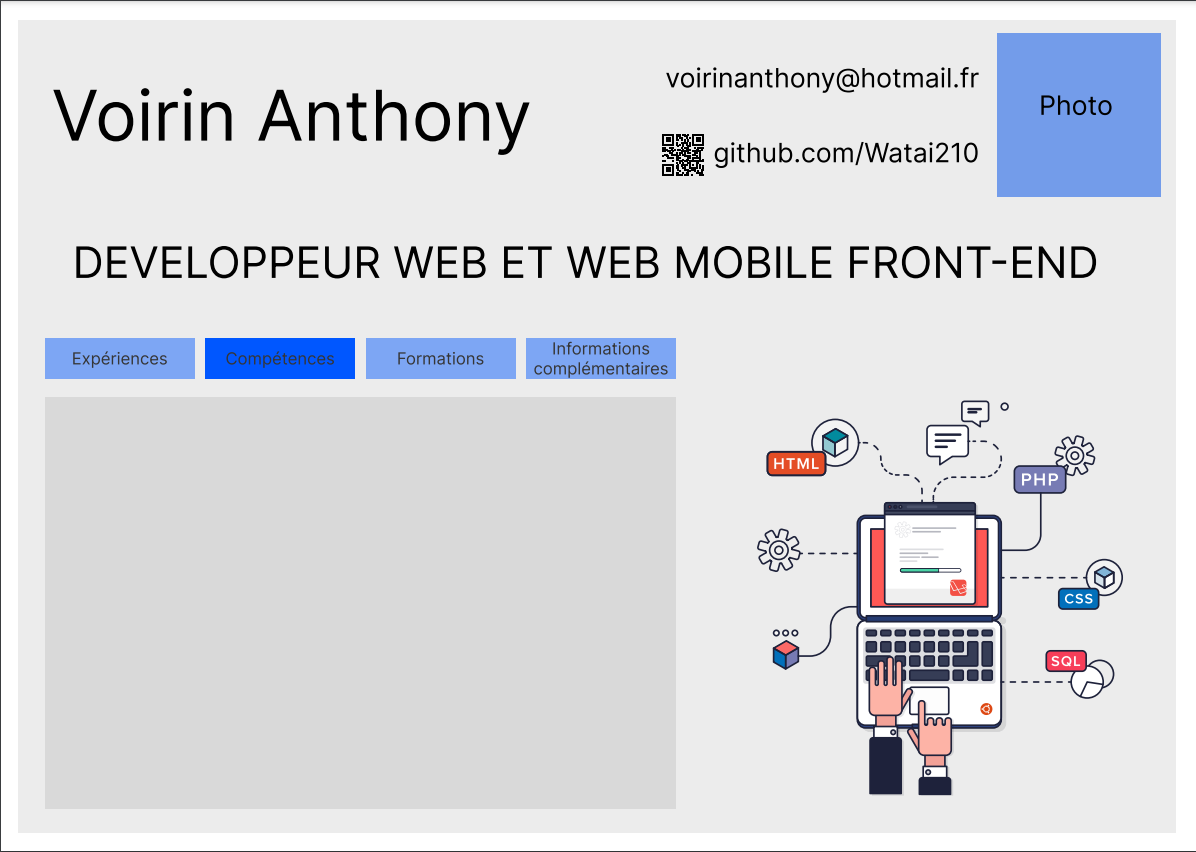 Voirin Anthony
voirinanthony@hotmail.fr
github.com/Watai210
Photo
DEVELOPPEUR WEB ET WEB MOBILE FRONT-END
Expériences
Compétences
Formations
Informations
complémentaires
HTML
PHP
CSS
SQL